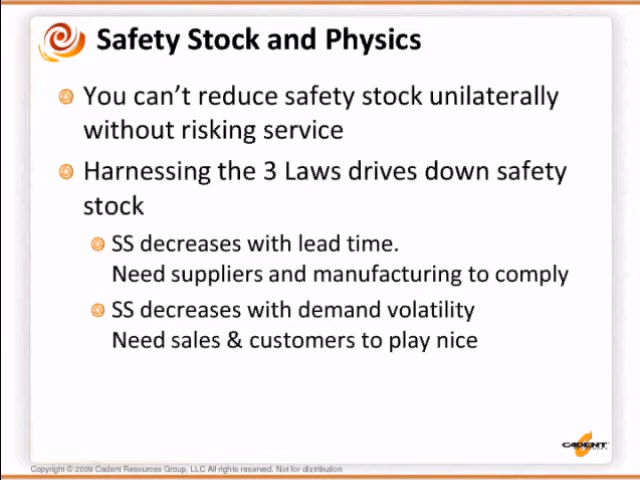 Safety Stock and Physics
You can't reduce safety stock unilaterally
without risking service
Harnessing the 3 Laws drives down safety
stock
SS decreases with lead time.
Need suppliers and manufacturing to comply
SS decreases with demand volatility
Need sales & customers to play nice
CADENT
Copyright © 2009 Cadent Resources Group, LLC All rights reserved. Not for distribution